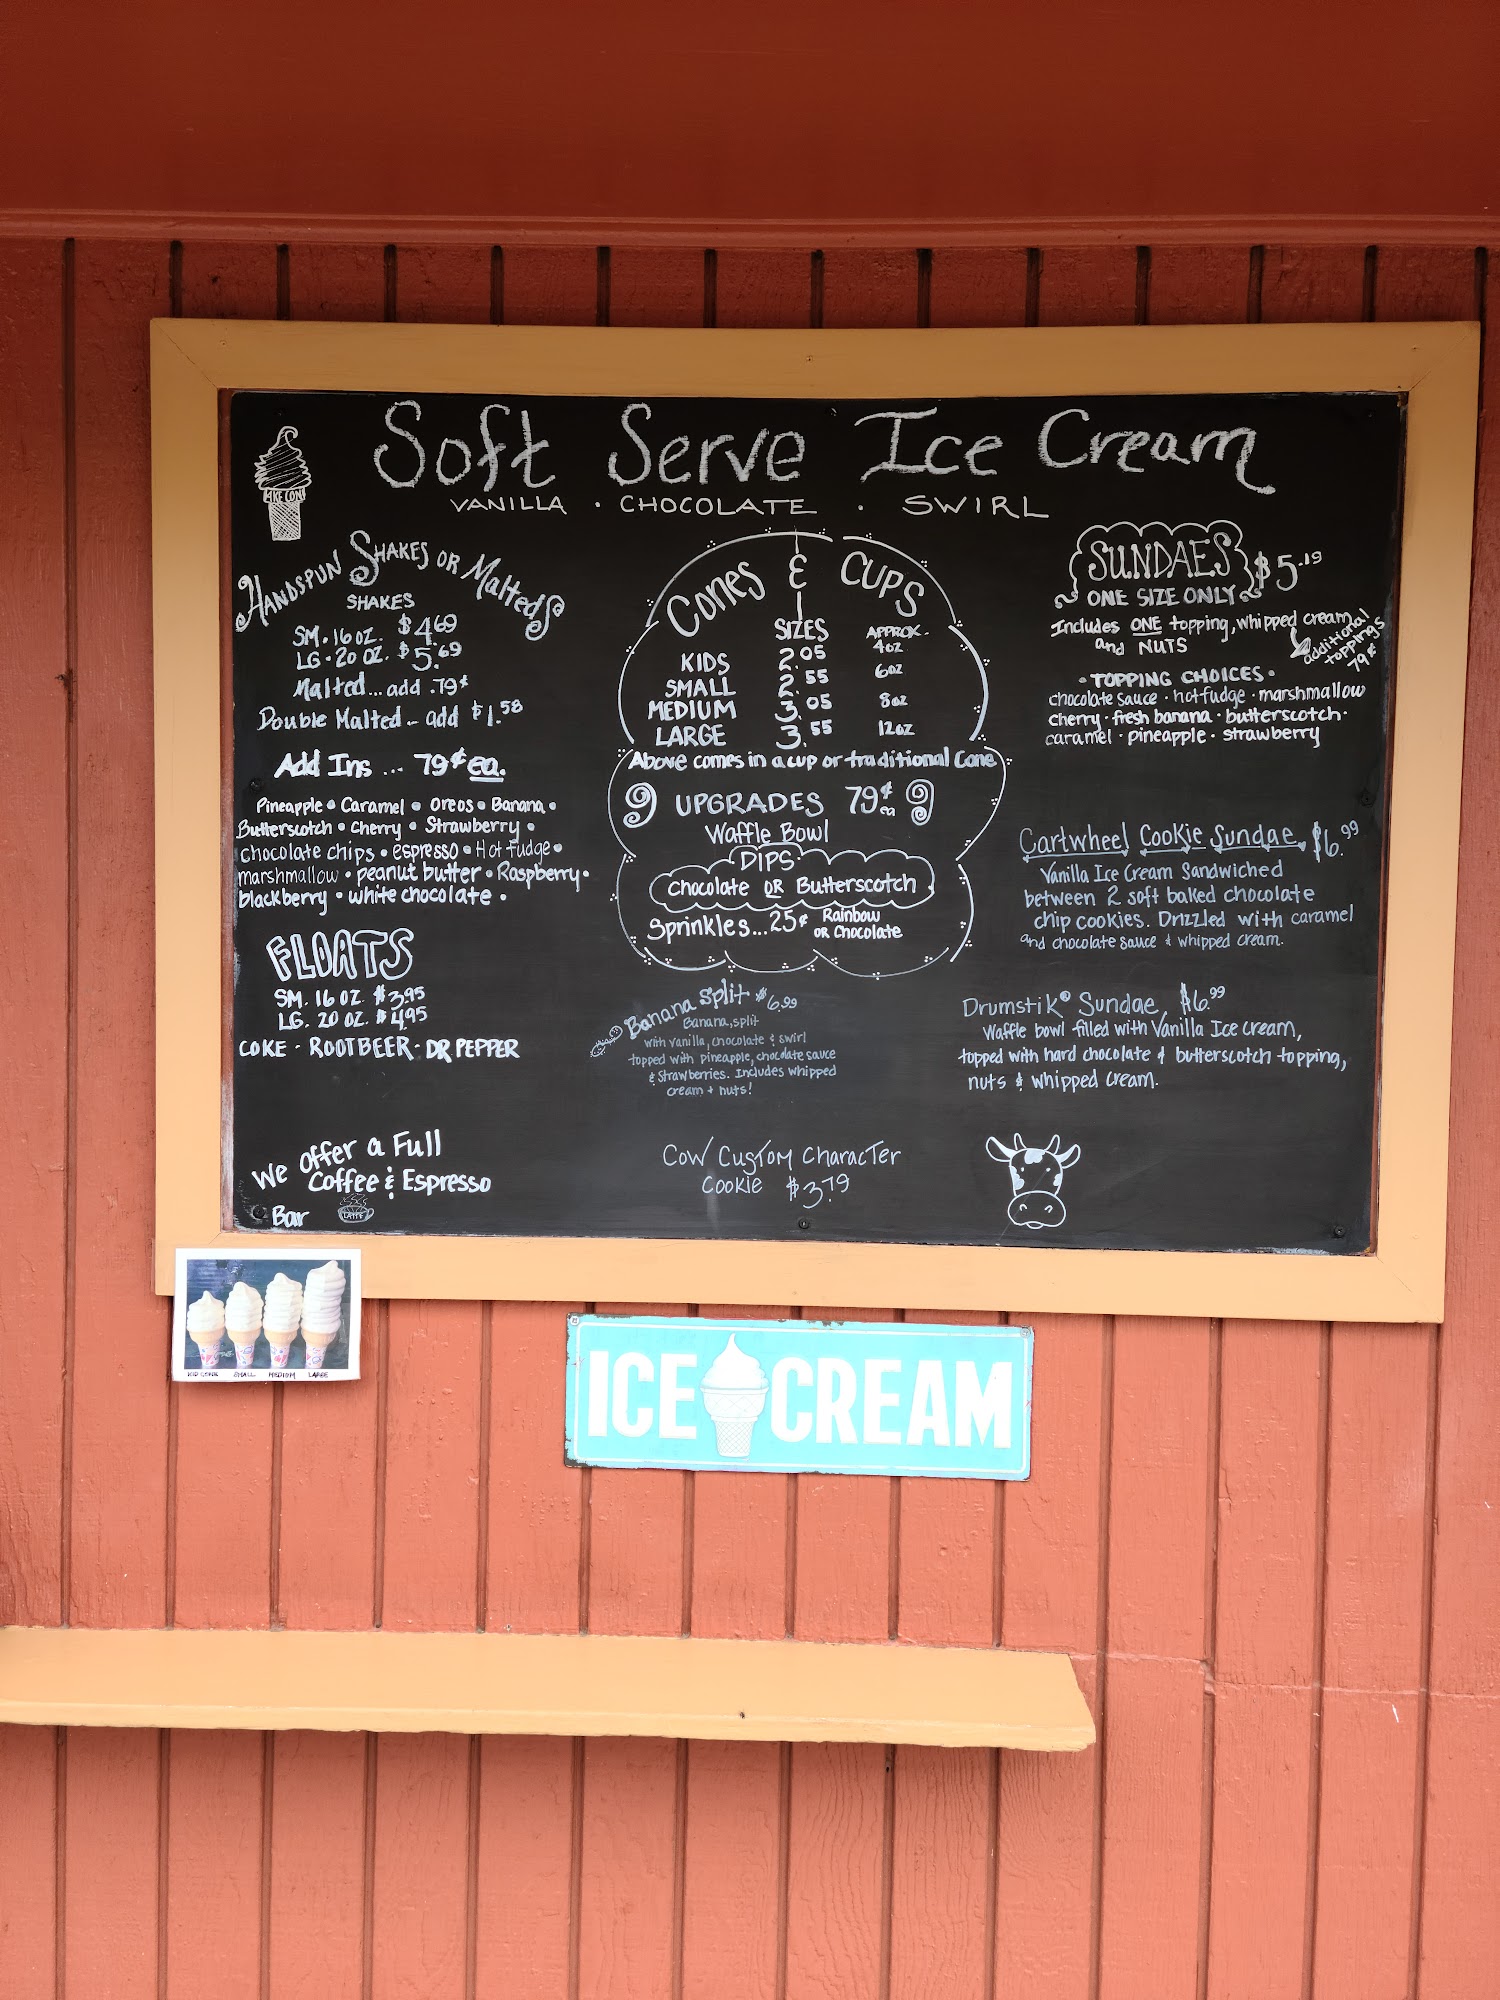 Soft Serve Ice Cream
VANILLA · CHOCOLATE · SWIRL
CAKE CONE
HANDSPUN SHAKES OR MALTEDS
SHAKES
SM. 16 OZ. $4.69
LG. 20 OZ. $5.69
Malted... add .79¢
Double Malted.. add $1.58
Add Ins ... 79¢ ea.
Pineapple • Caramel • Oreos • Banana •
Butterscotch • Cherry • Strawberry •
chocolate chips • espresso • Hot fudge •
marshmallow • peanut butter • Raspberry •
blackberry • white chocolate •
FLOATS
SM. 16 OZ. $3.95
LG. 20 OZ. $4.95
COKE · ROOTBEER · DR PEPPER
We offer a Full
Coffee & Espresso
Bar
LATTE
CONES & CUPS
SIZES APPROX.
KIDS 2.05 4oz
SMALL 2.55 6oz
MEDIUM 3.05 8oz
LARGE 3.55 12oz
Above comes in a cup or traditional Cone
UPGRADES 79¢ ea
Waffle Bowl
DIPS
Chocolate OR Butterscotch
Sprinkles... 25¢ Rainbow
OR Chocolate
Banana Split $6.99
Banana, split
with vanilla, chocolate & swirl
topped with pineapple, chocolate sauce
& strawberries. Includes whipped
cream + nuts!
Cow Custom Character
Cookie $3.79
SUNDAES $5.19
ONE SIZE ONLY
Includes ONE topping, whipped cream
and NUTS
additional
toppings
79¢
• TOPPING CHOICES •
chocolate sauce · hot fudge · marshmallow
cherry · fresh banana · butterscotch ·
caramel · pineapple · strawberry
Cartwheel Cookie Sundae $6.99
Vanilla Ice Cream Sandwiched
between 2 soft baked chocolate
chip cookies. Drizzled with caramel
and chocolate sauce & whipped cream.
Drumstik® Sundae $6.99
Waffle bowl filled with Vanilla Ice cream,
topped with hard chocolate & butterscotch topping,
nuts & whipped cream.
KID CONE SMALL MEDIUM LARGE
ICE CREAM